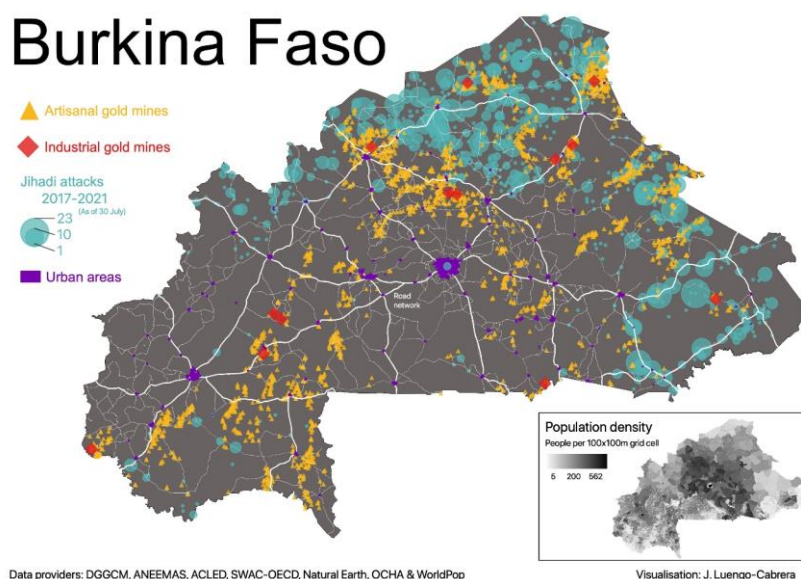 Burkina Faso
Artisanal gold mines
Industrial gold mines
Jihadi attacks
2017-2021
(As of 30 July)
23
10
1
Urban areas
Road
network
Population density
People per 100x100m grid cell
5 200 562
Data providers: DGGCM, ANEEMAS, ACLED, SWAC-OECD, Natural Earth, OCHA & WorldPop
Visualisation: J. Luengo-Cabrera